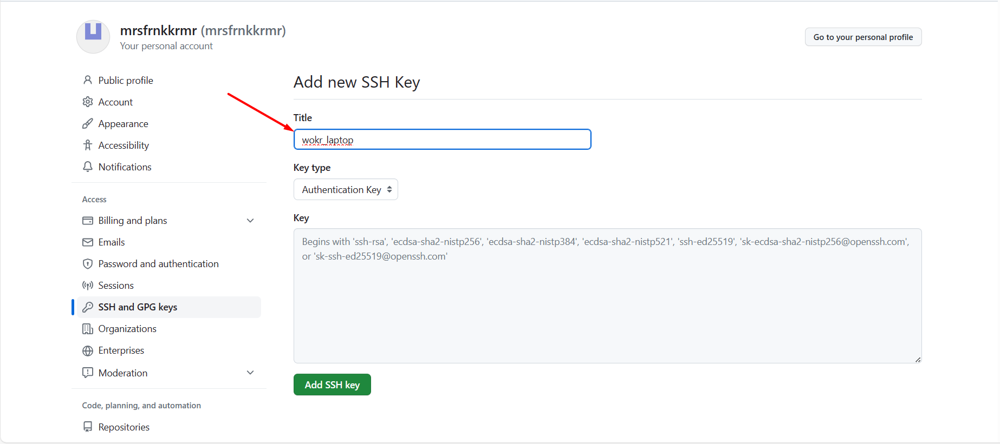 mrsfrnkkrmr (mrsfrnkkrmr)
Your personal account
Go to your personal profile
Public profile
Account
Appearance
Accessibility
Notifications
Access
Billing and plans
Emails
Password and authentication
Sessions
SSH and GPG keys
Organizations
Enterprises
Moderation
Code, planning, and automation
Repositories
Add new SSH Key
Title
wokr_laptop
Key type
Authentication Key
Key
Begins with 'ssh-rsa', 'ecdsa-sha2-nistp256', 'ecdsa-sha2-nistp384', 'ecdsa-sha2-nistp521', 'ssh-ed25519', 'sk-ecdsa-sha2-nistp256@openssh.com',
or 'sk-ssh-ed25519@openssh.com'
Add SSH key